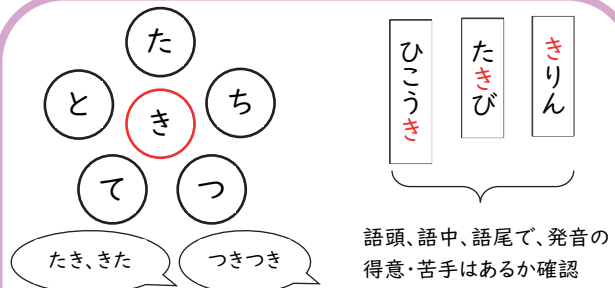 た
と
き
ち
て
つ
たき、きた
つきつき
きりん
たきび
ひこうき
語頭、語中、語尾で、発音の
得意・苦手はあるか確認